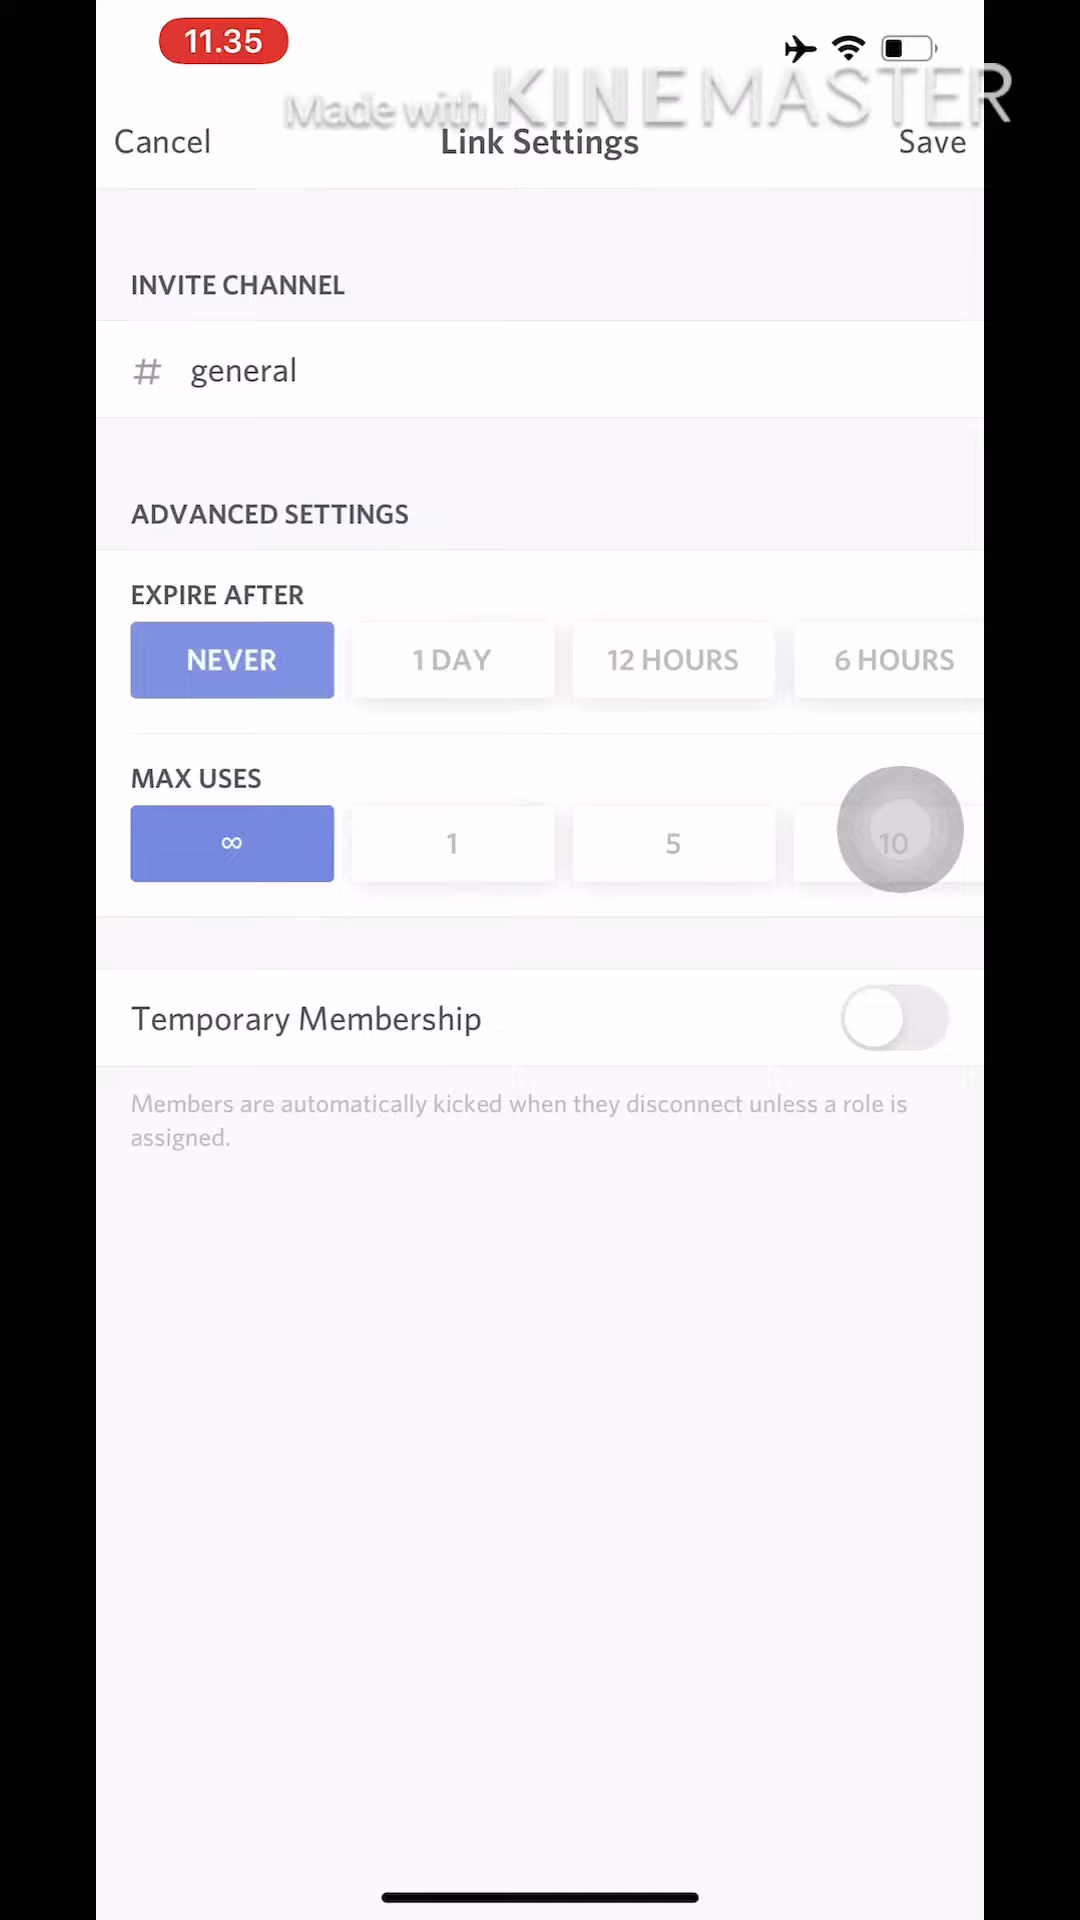 11.35
Made with KINEMASTER
Cancel Link Settings Save
INVITE CHANNEL
# general
ADVANCED SETTINGS
EXPIRE AFTER
NEVER 1 DAY 12 HOURS 6 HOURS
MAX USES
∞ 1 5 10
Temporary Membership
Members are automatically kicked when they disconnect unless a role is
assigned.